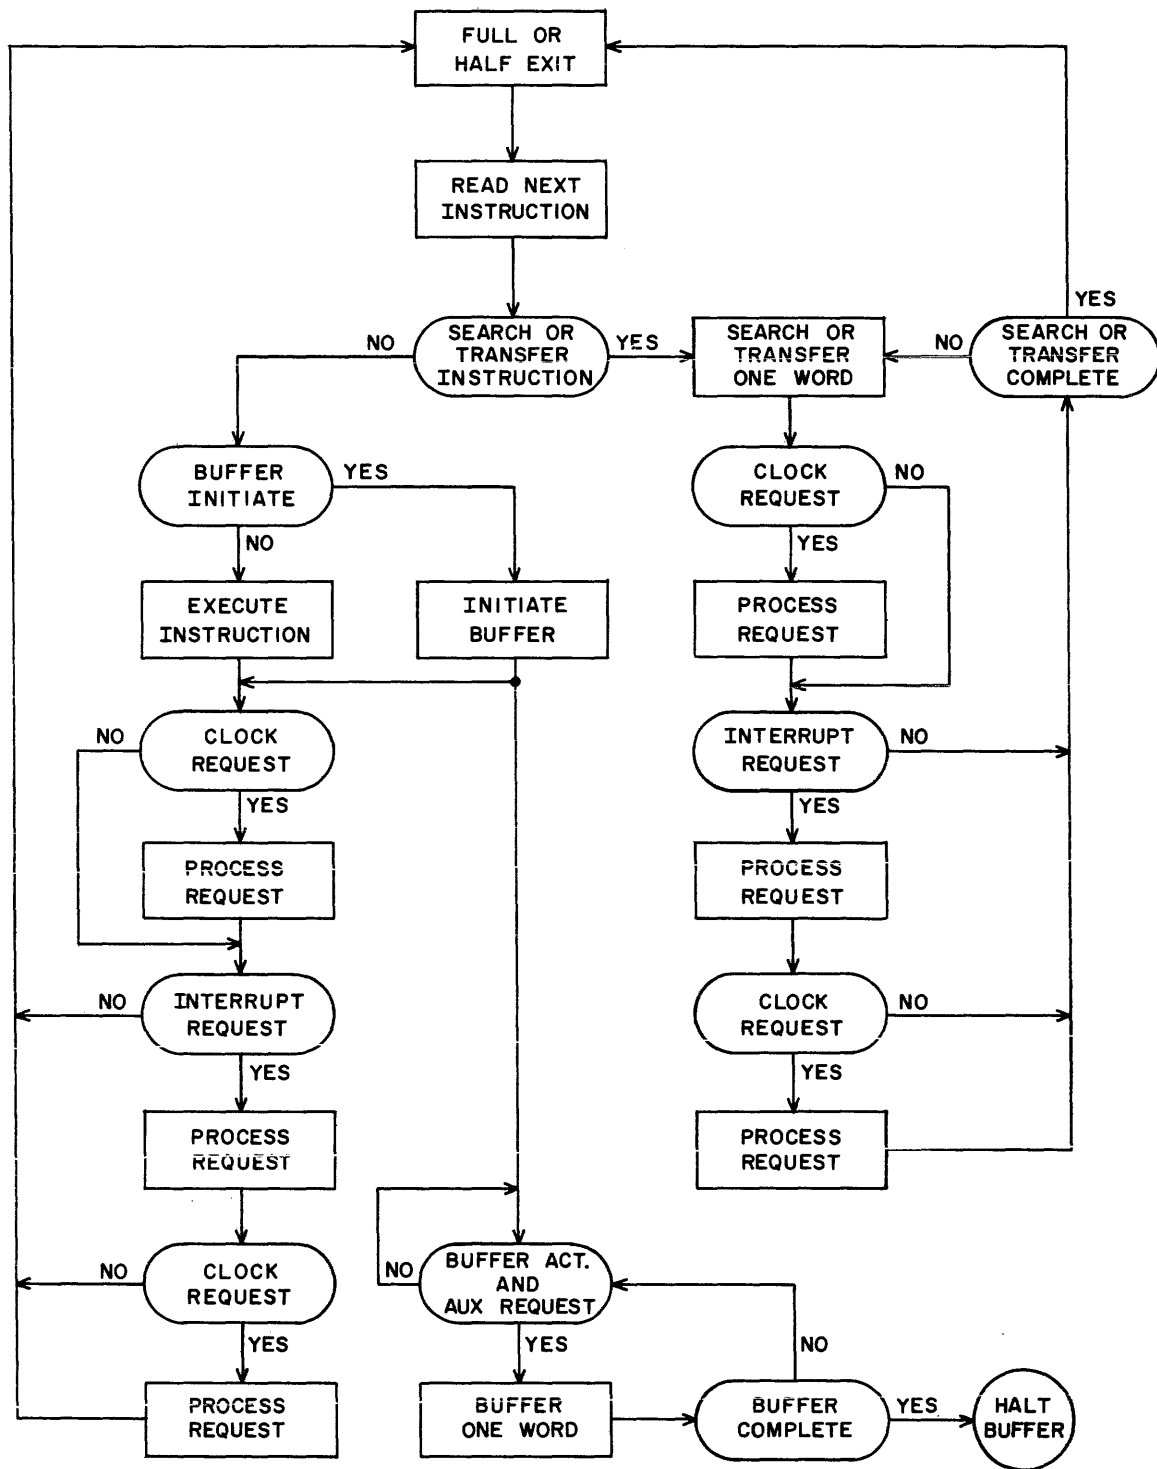 FULL OR
HALF EXIT
READ NEXT
INSTRUCTION
YES
NO
SEARCH OR
TRANSFER
INSTRUCTION
YES
SEARCH OR
TRANSFER
ONE WORD
NO
SEARCH OR
TRANSFER
COMPLETE
BUFFER
INITIATE
YES
CLOCK
REQUEST
NO
NO
YES
EXECUTE
INSTRUCTION
INITIATE
BUFFER
PROCESS
REQUEST
NO
CLOCK
REQUEST
INTERRUPT
REQUEST
NO
YES
YES
PROCESS
REQUEST
PROCESS
REQUEST
NO
INTERRUPT
REQUEST
CLOCK
REQUEST
NO
YES
YES
PROCESS
REQUEST
PROCESS
REQUEST
NO
CLOCK
REQUEST
NO
BUFFER ACT.
AND
AUX REQUEST
YES
YES
NO
PROCESS
REQUEST
BUFFER
ONE WORD
BUFFER
COMPLETE
YES
HALT
BUFFER